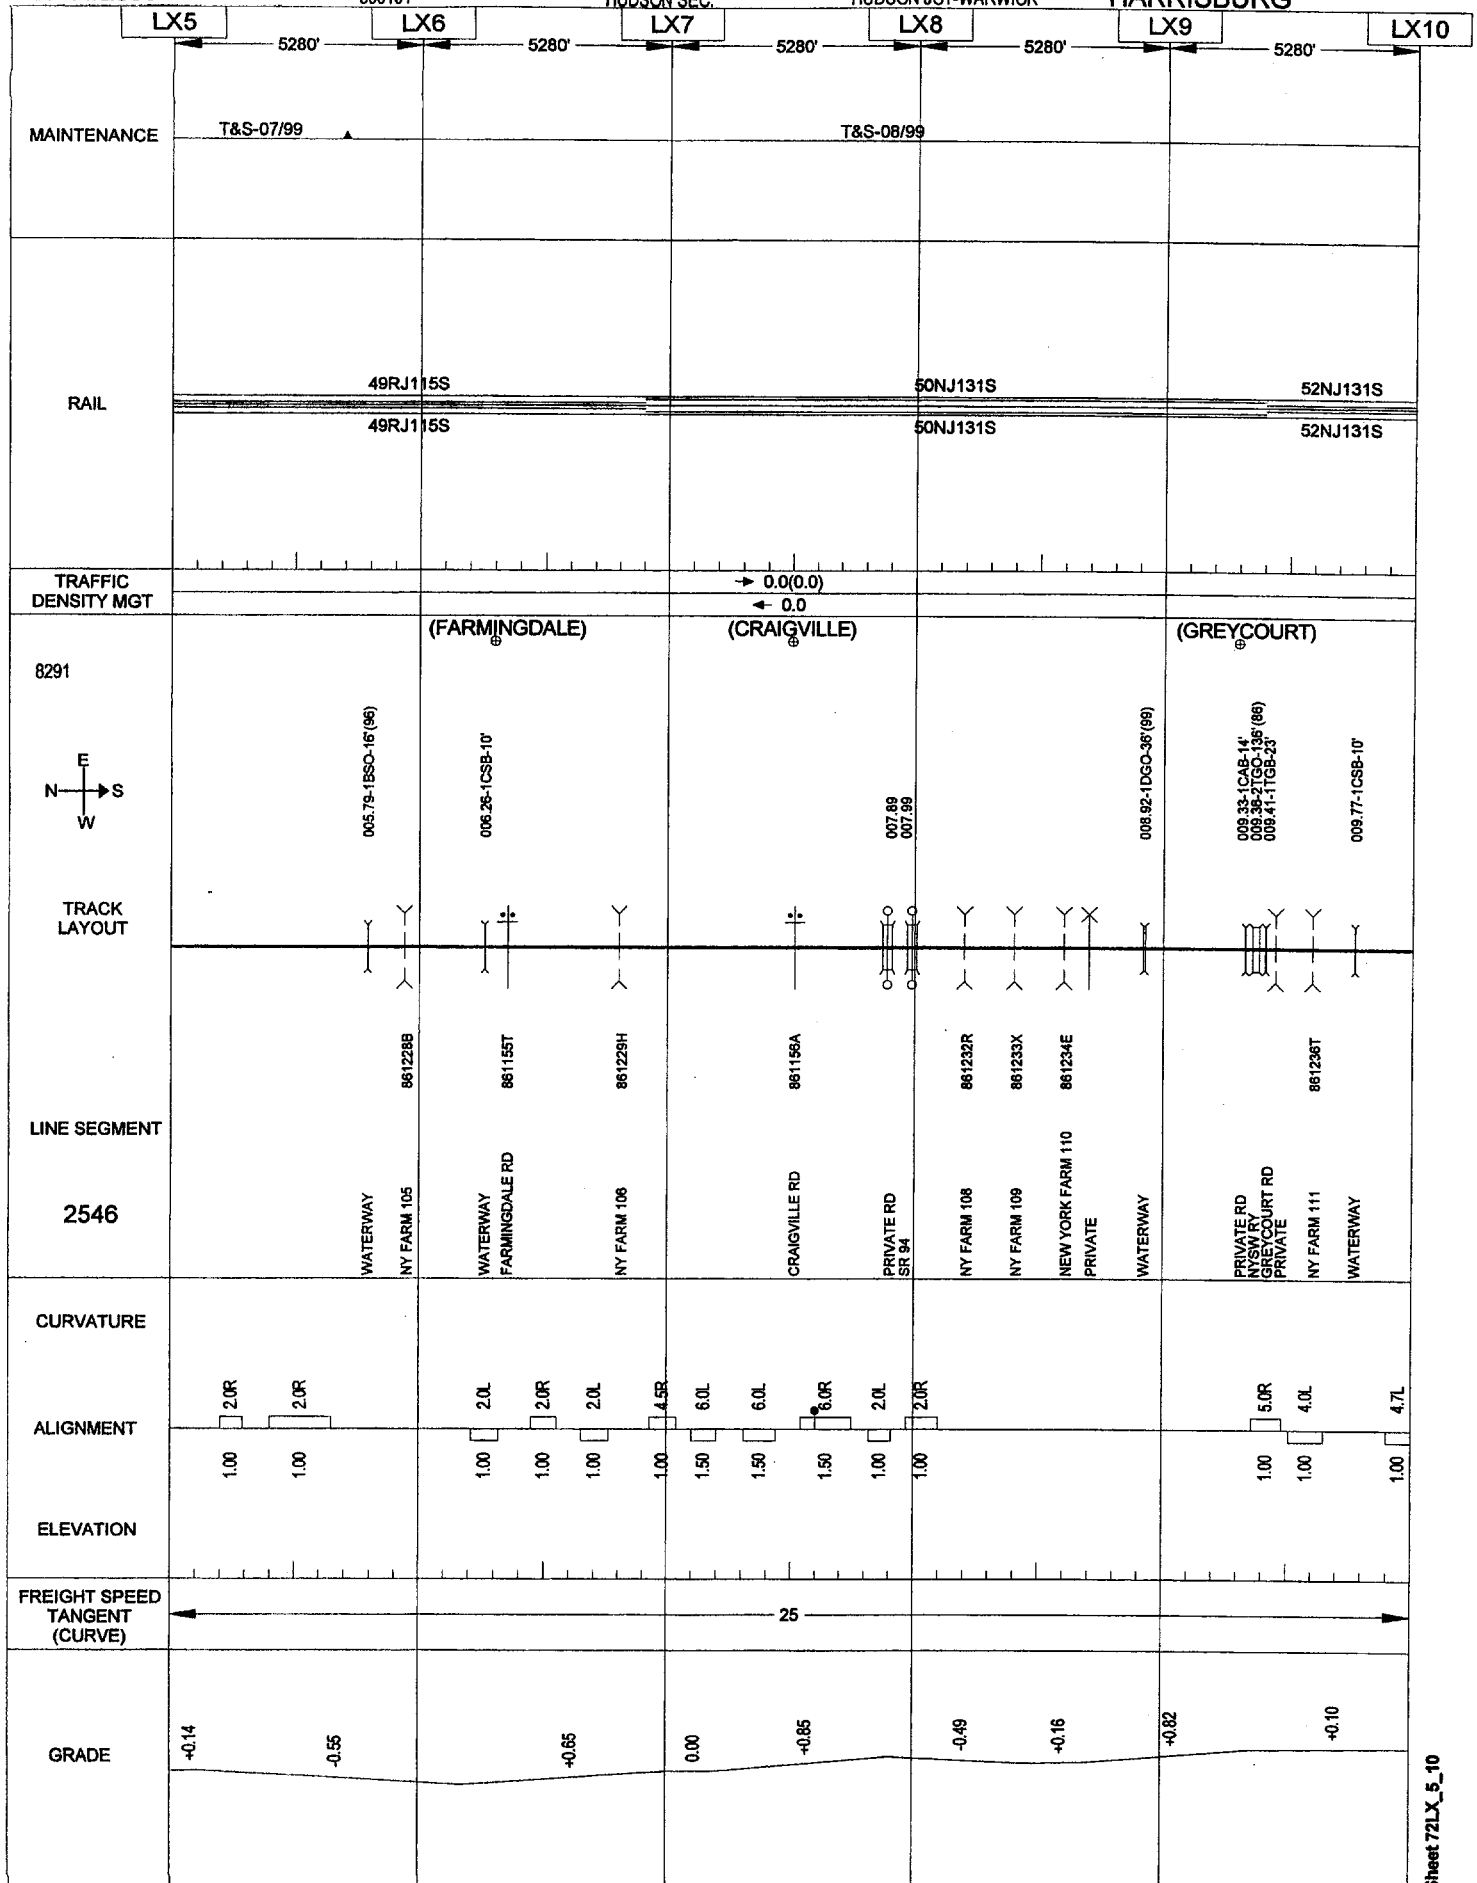 HARRISBURG
LX5 LX6 LX7 LX8 LX9 LX10
5280' 5280' 5280' 5280' 5280'
MAINTENANCE
T&S-07/99 T&S-08/99
RAIL
49RJ115S 50NJ131S 52NJ131S
49RJ115S 50NJ131S 52NJ131S
TRAFFIC
DENSITY MGT
0.0(0.0)
0.0
(FARMINGDALE) (CRAIGVILLE) (GREYCOURT)
8291
E
N S
W
005.79-1BSO-16'(96)
006.26-1CSB-10'
007.89
007.99
008.92-1DGO-36'(99)
009.33-1CAB-14'
009.38-2TGO-136'(86)
009.41-1TGB-23'
009.77-1CSB-10'
TRACK
LAYOUT
861228B
861155T
861229H
861156A
861232R
861233X
861234E
861236T
LINE SEGMENT
2546
WATERWAY
NY FARM 105
WATERWAY
FARMINGDALE RD
NY FARM 106
CRAIGVILLE RD
PRIVATE RD
SR 94
NY FARM 108
NY FARM 109
NEW YORK FARM 110
PRIVATE
WATERWAY
PRIVATE RD
NYSW RY
GREYCOURT RD
PRIVATE
NY FARM 111
WATERWAY
CURVATURE
2.0R 2.0R 2.0L 2.0R 2.0L 4.5R 6.0L 6.0L 6.0R 2.0L 2.0R 5.0R 4.0L 4.7L
ALIGNMENT
1.00 1.00 1.00 1.00 1.00 1.00 1.50 1.50 1.50 1.00 1.00 1.00 1.00 1.00
ELEVATION
FREIGHT SPEED
TANGENT
(CURVE)
25
GRADE
+0.14 -0.55 +0.65 0.00 +0.85 -0.49 +0.16 +0.82 +0.10
Sheet 72LX_5_10